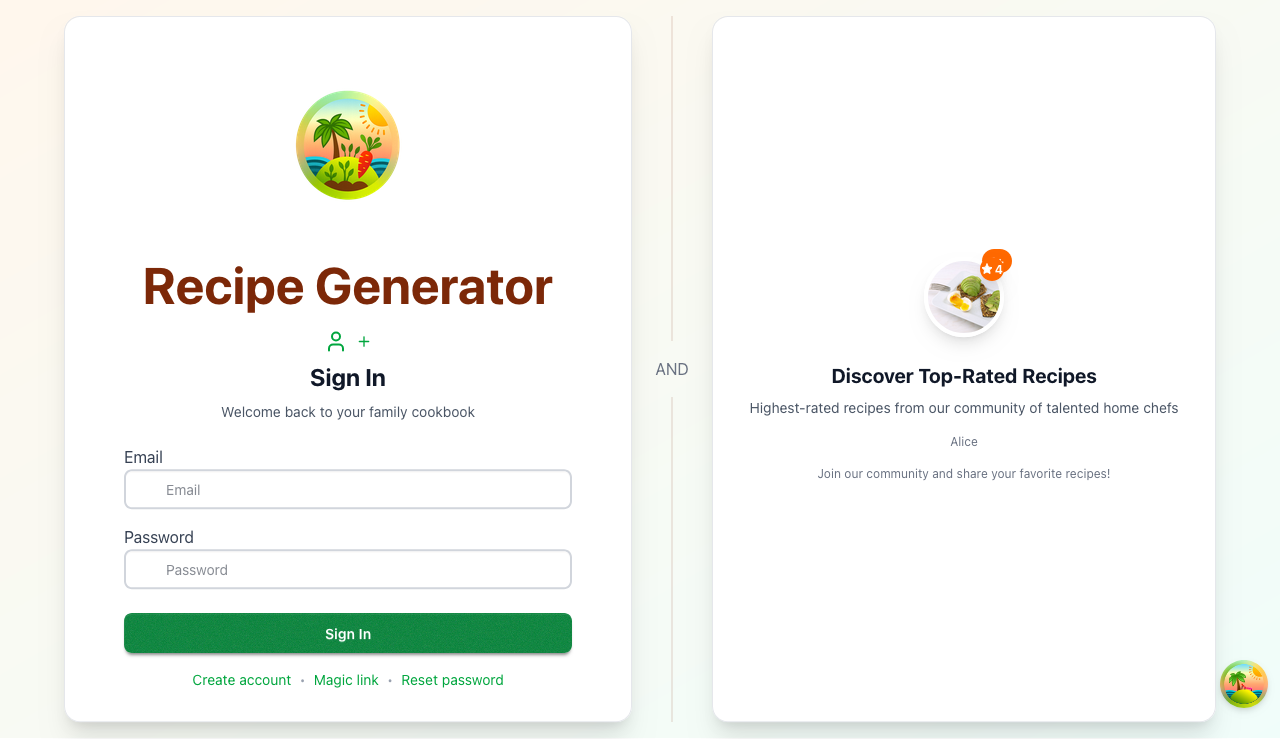 Recipe Generator
Sign In
Welcome back to your family cookbook
Email
Email
Password
Password
Sign In
Create account • Magic link • Reset password
AND
4
Discover Top-Rated Recipes
Highest-rated recipes from our community of talented home chefs
Alice
Join our community and share your favorite recipes!